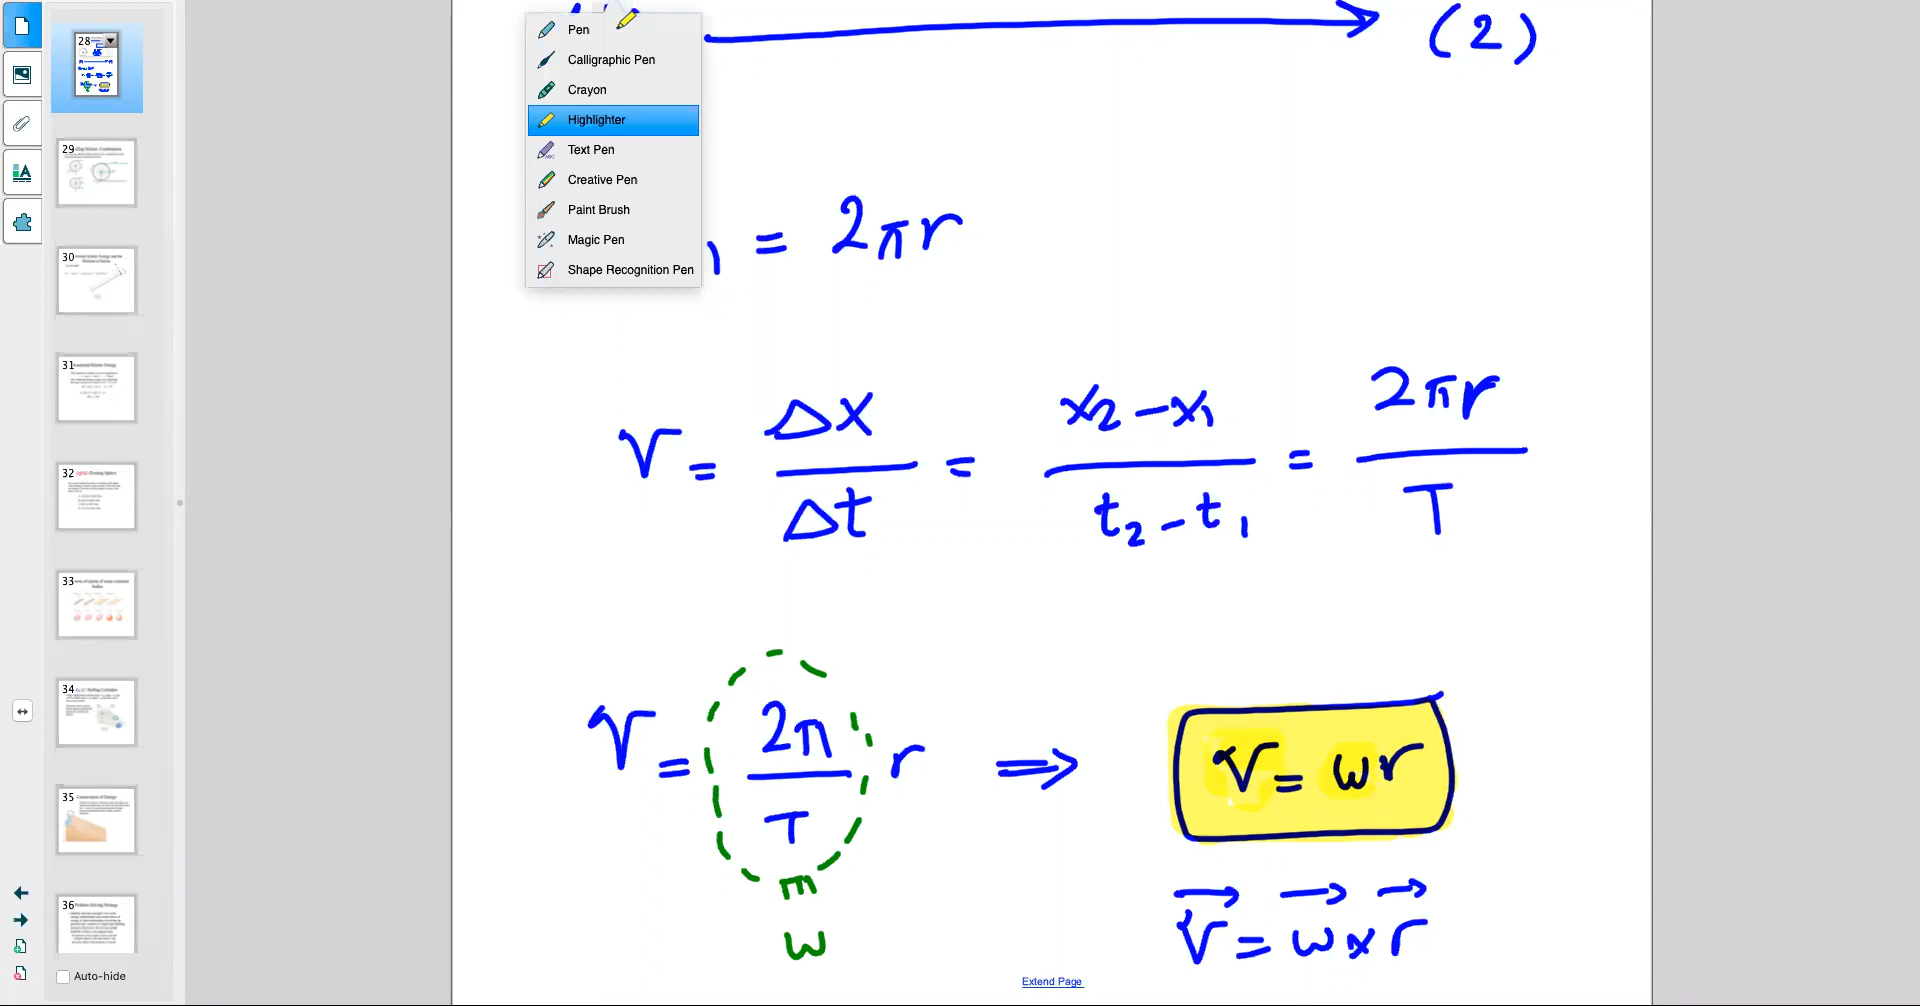 28
Pen
Calligraphic Pen
Crayon
Highlighter
Text Pen
Creative Pen
Paint Brush
Magic Pen
Shape Recognition Pen
(2)
1 = 2πr
V = Δx / Δt = x2 - x1 / t2 - t1 = 2πr / T
V = 2π / T r ⇒ V = ωr
ω
V = ω x r
Extend Page
29
30
31
32
33
34
35
36
Auto-hide